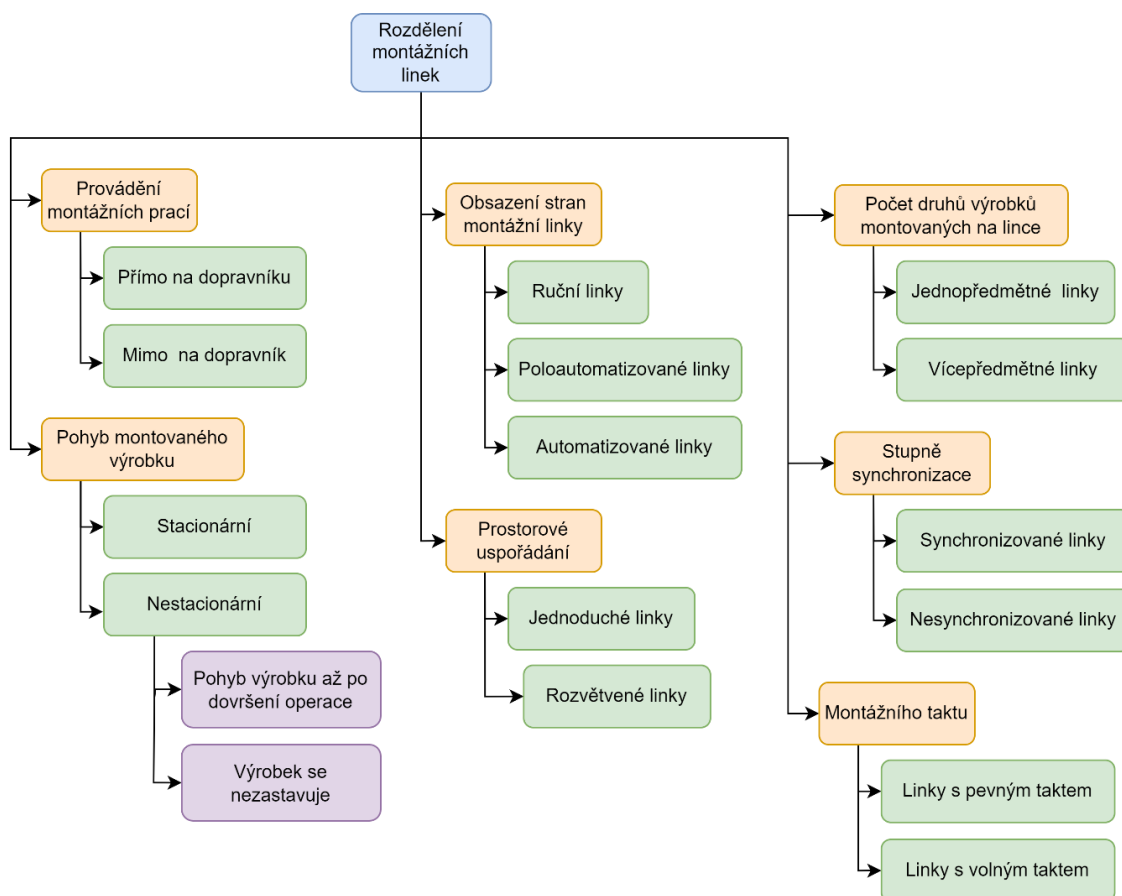 Rozdělení
montážních
linek
Provádění
montážních prací
Přímo na dopravníku
Mimo  na dopravník
Pohyb montovaného
výrobku
Stacionární
Nestacionární
Pohyb výrobku až po
dovršení operace
Výrobek se
nezastavuje
Obsazení stran
montážní linky
Ruční linky
Poloautomatizované linky
Automatizované linky
Prostorové
uspořádání
Jednoduché linky
Rozvětvené linky
Počet druhů výrobků
montovaných na lince
Jednopředmětné  linky
Vícepředmětné linky
Stupně
synchronizace
Synchronizované linky
Nesynchronizované linky
Montážního taktu
Linky s pevným taktem
Linky s volným taktem